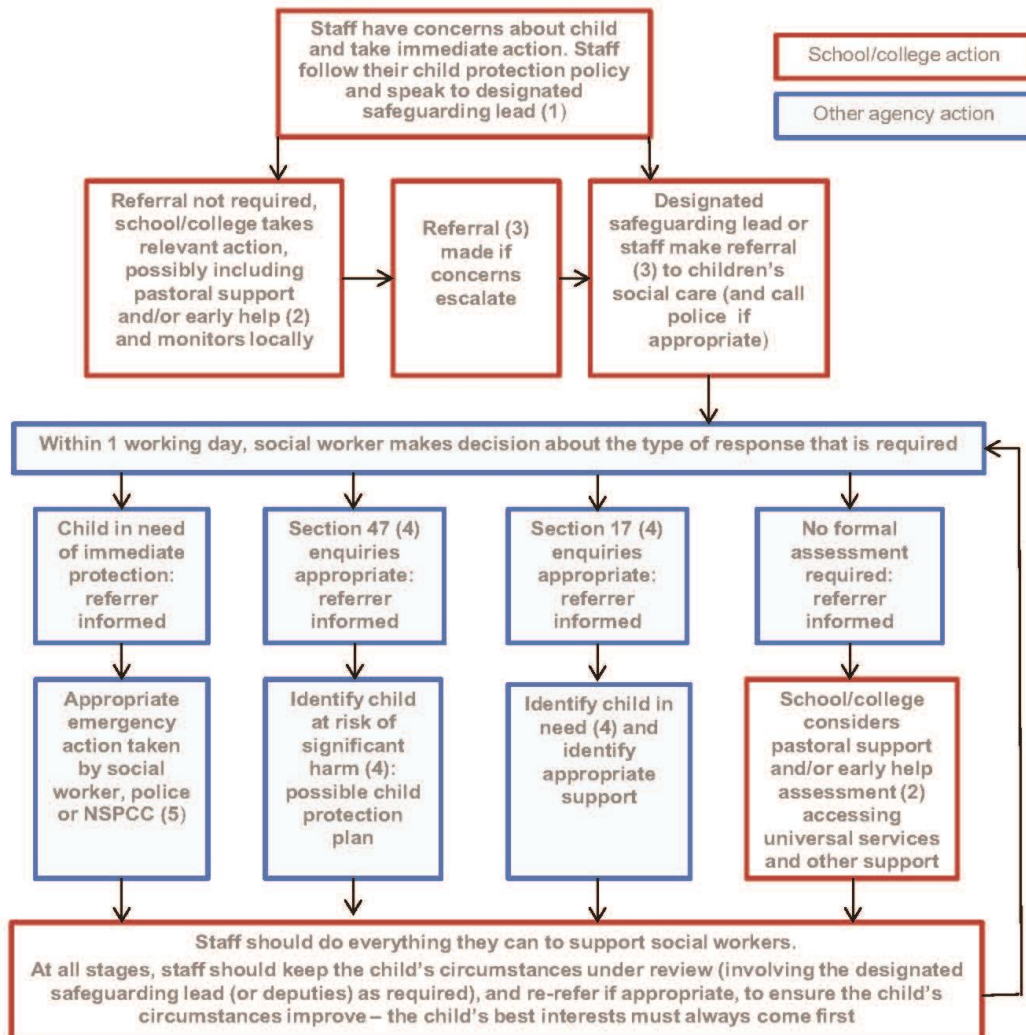 Staff have concerns about child
and take immediate action. Staff
follow their child protection policy
and speak to designated
safeguarding lead (1)
School/college action
Other agency action
Referral not required,
school/college takes
relevant action,
possibly including
pastoral support
and/or early help (2)
and monitors locally
Referral (3)
made if
concerns
escalate
Designated
safeguarding lead or
staff make referral
(3) to children's
social care (and call
police if
appropriate)
Within 1 working day, social worker makes decision about the type of response that is required
Child in need
of immediate
protection:
referrer
informed
Section 47 (4)
enquiries
appropriate:
referrer
informed
Section 17 (4)
enquiries
appropriate:
referrer
informed
No formal
assessment
required:
referrer
informed
Appropriate
emergency
action taken
by social
worker, police
or NSPCC (5)
Identify child
at risk of
significant
harm (4):
possible child
protection
plan
Identify child in
need (4) and
identify
appropriate
support
School/college
considers
pastoral support
and/or early help
assessment (2)
accessing
universal services
and other support
Staff should do everything they can to support social workers.
At all stages, staff should keep the child's circumstances under review (involving the designated
safeguarding lead (or deputies) as required), and re-refer if appropriate, to ensure the child's
circumstances improve – the child's best interests must always come first